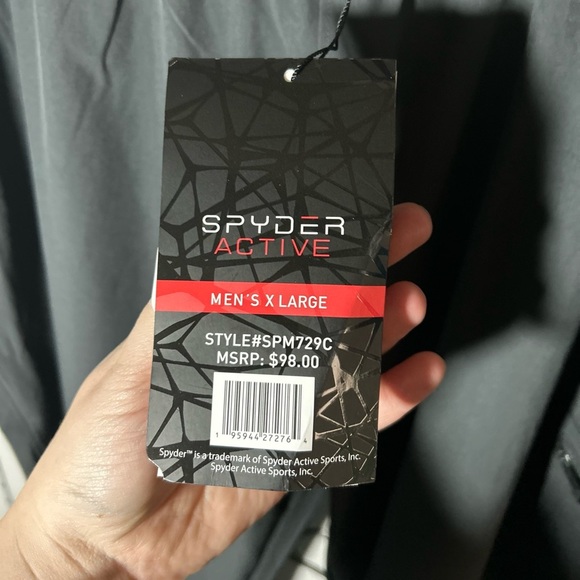 SPYDER
ACTIVE
MEN'S X LARGE
STYLE#SPM729C
MSRP: $98.00
1 95944 27276 4
Spyder™ is a trademark of Spyder Active Sports, Inc.
Spyder Active Sports, Inc.